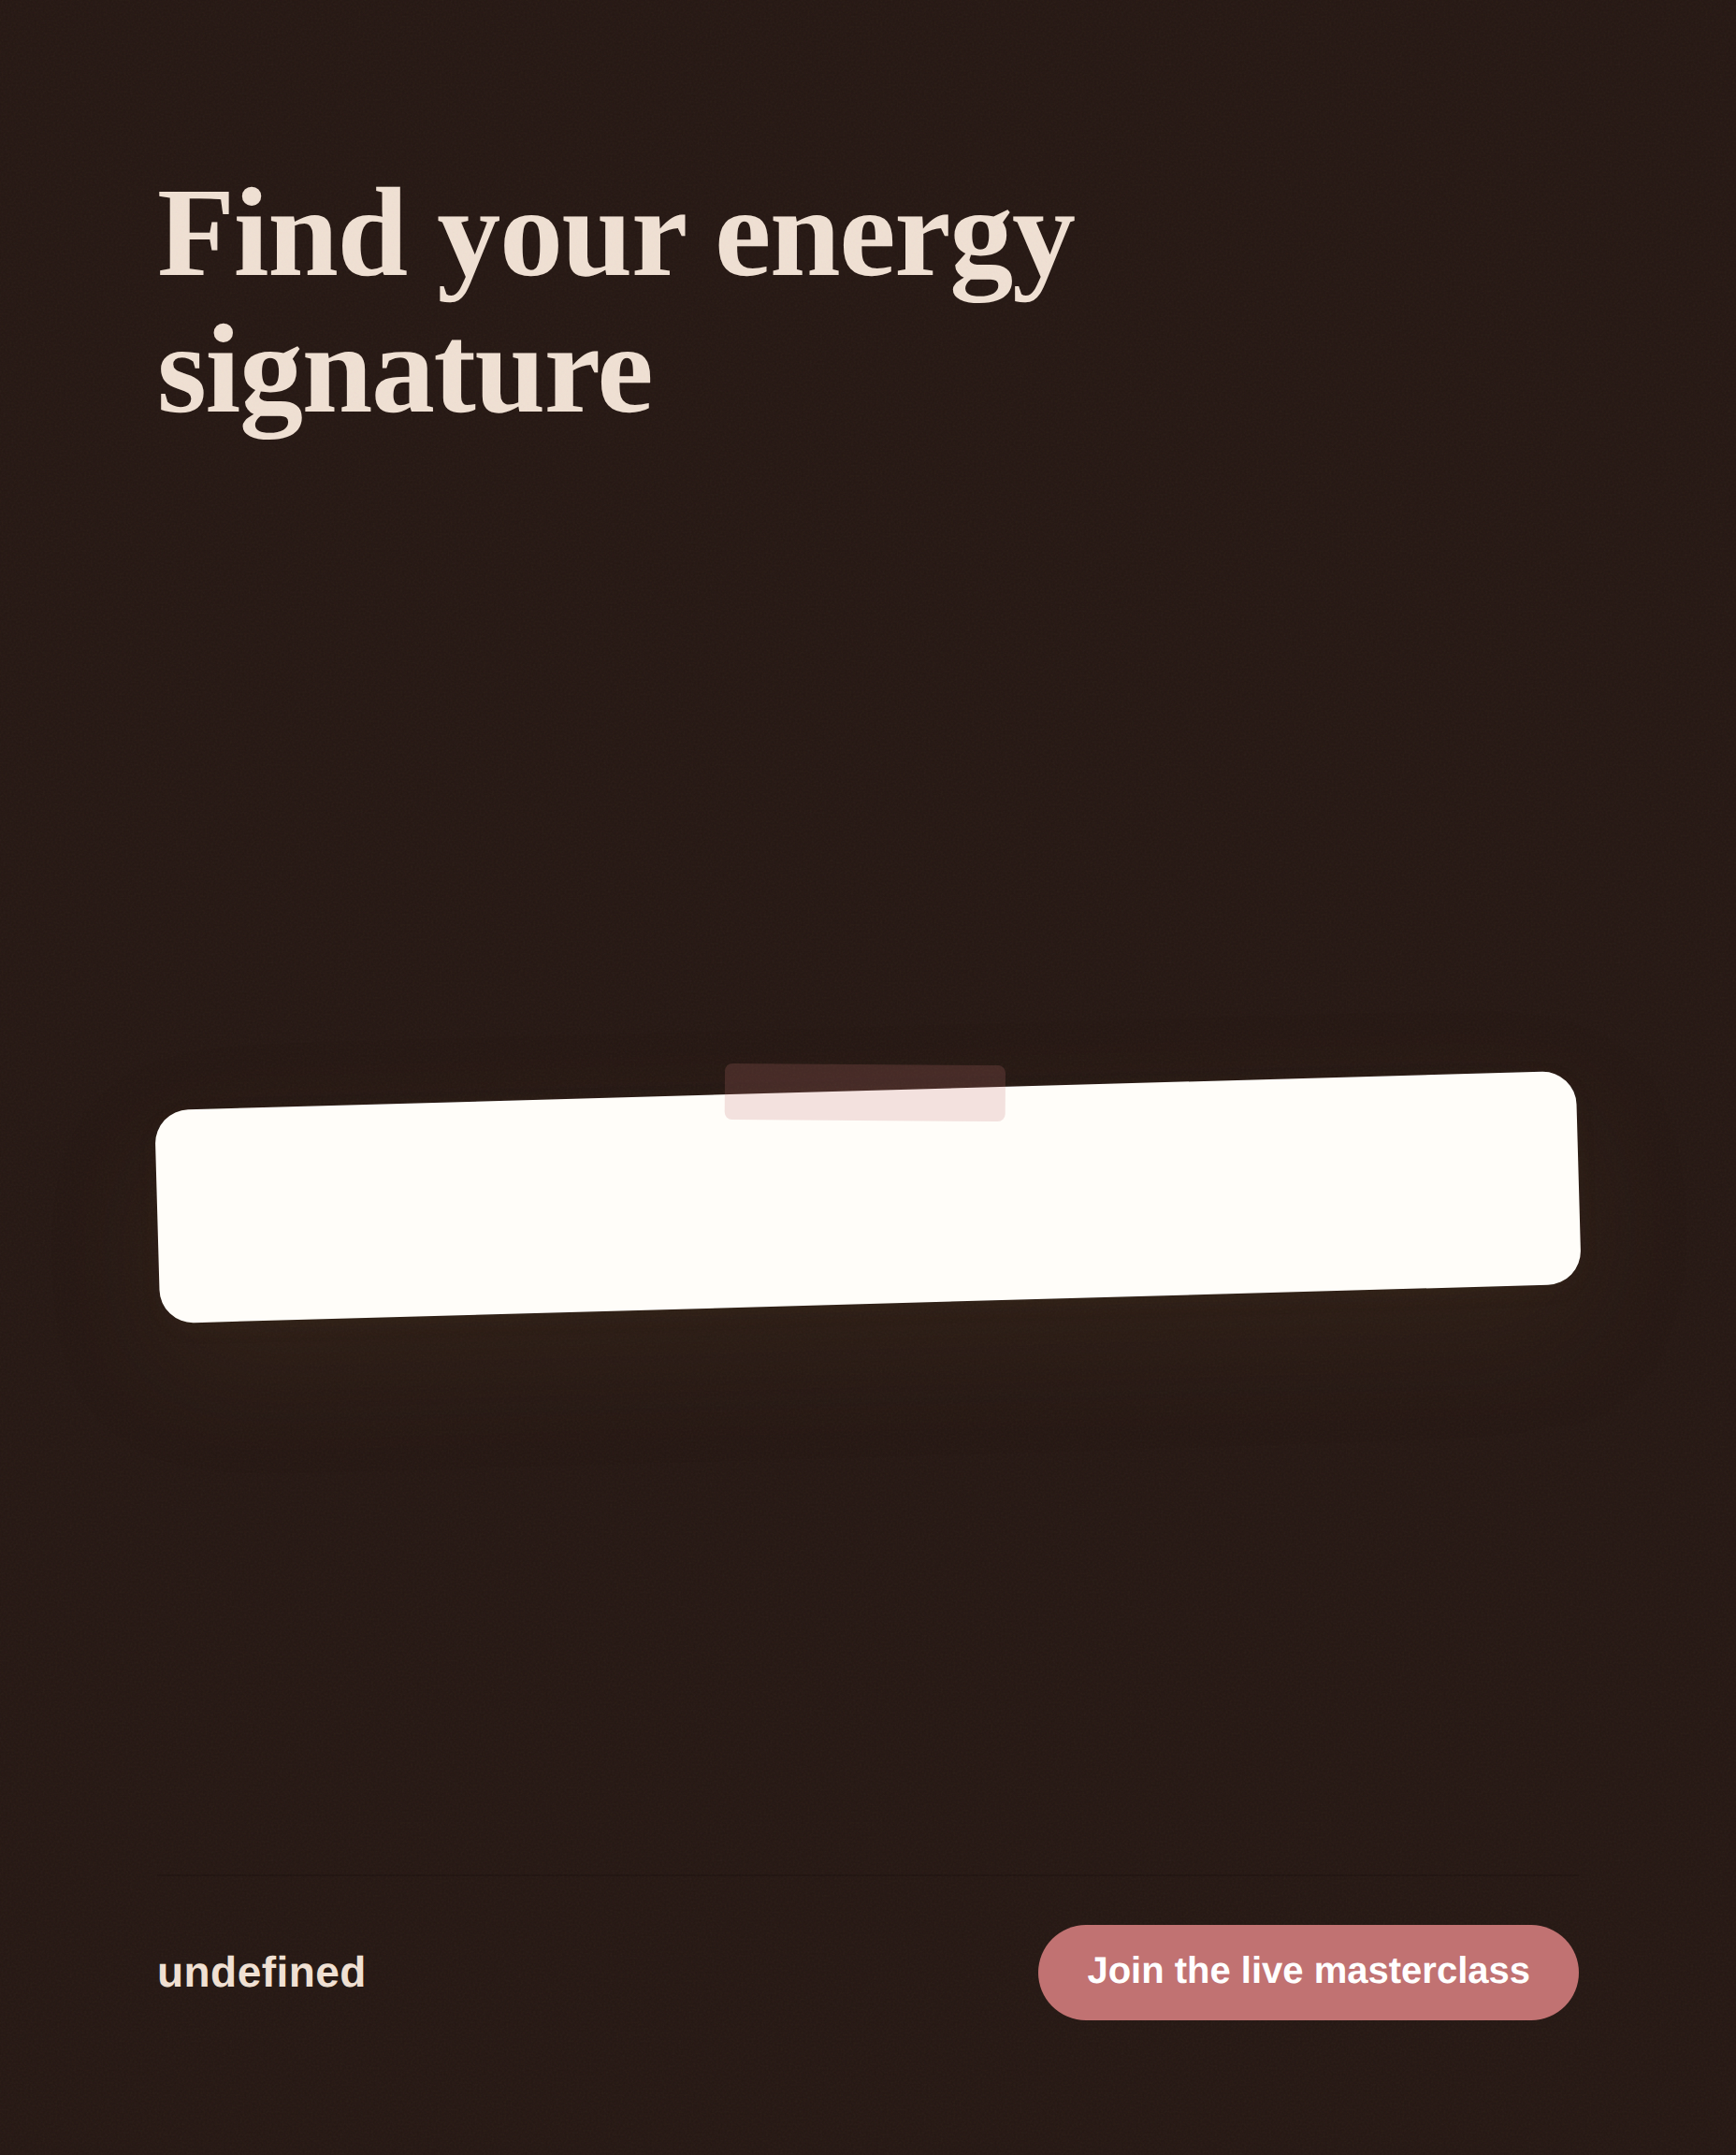 Find your energy
signature
undefined
Join the live masterclass